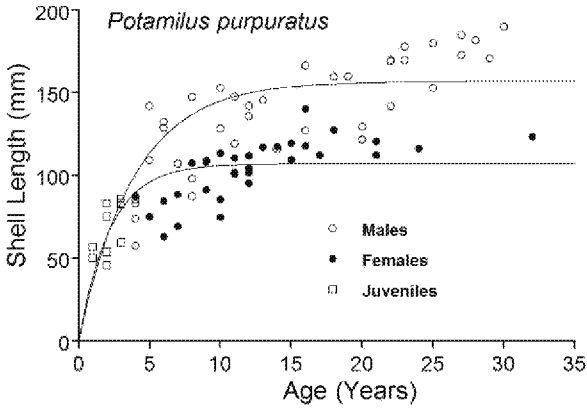 Potamilus purpuratus
200
150
100
50
0
Shell Length (mm)
Males
Females
Juveniles
0 5 10 15 20 25 30 35
Age (Years)